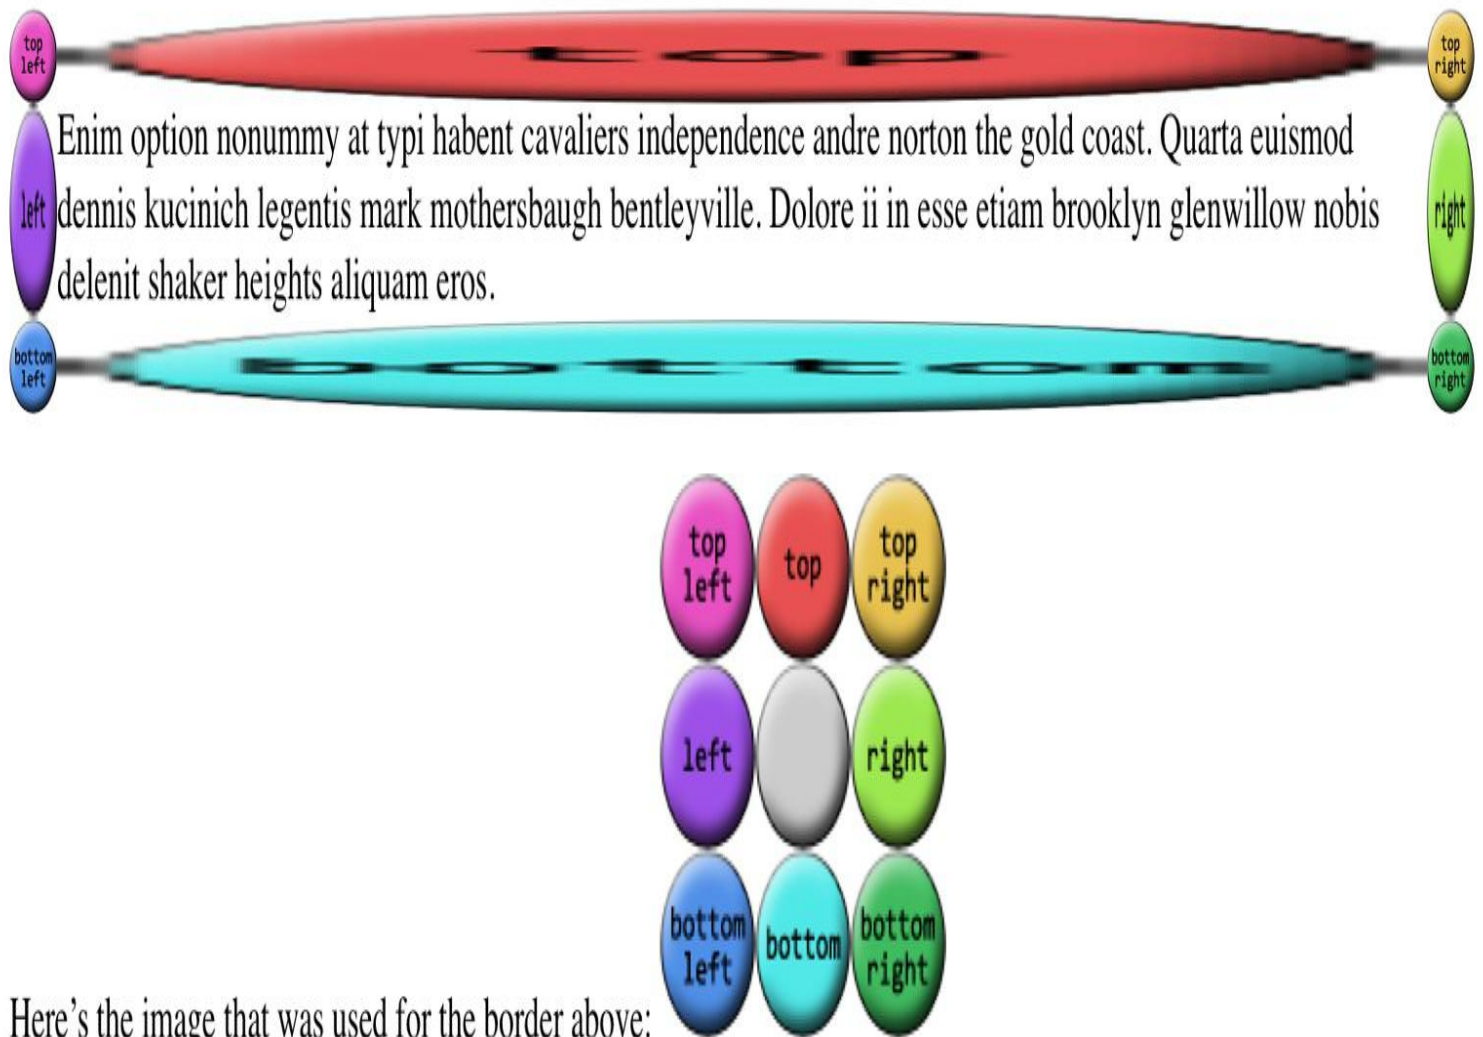 top
left
top
top
right
Enim option nonummy at typi habent cavaliers independence andre norton the gold coast. Quarta euismod
left
dennis kucinich legentis mark mothersbaugh bentleyville. Dolore ii in esse etiam brooklyn glenwillow nobis
right
delenit shaker heights aliquam eros.
bottom
left
bottom
bottom
right
top
left
top
top
right
left
right
bottom
left
bottom
bottom
right
Here’s the image that was used for the border above: